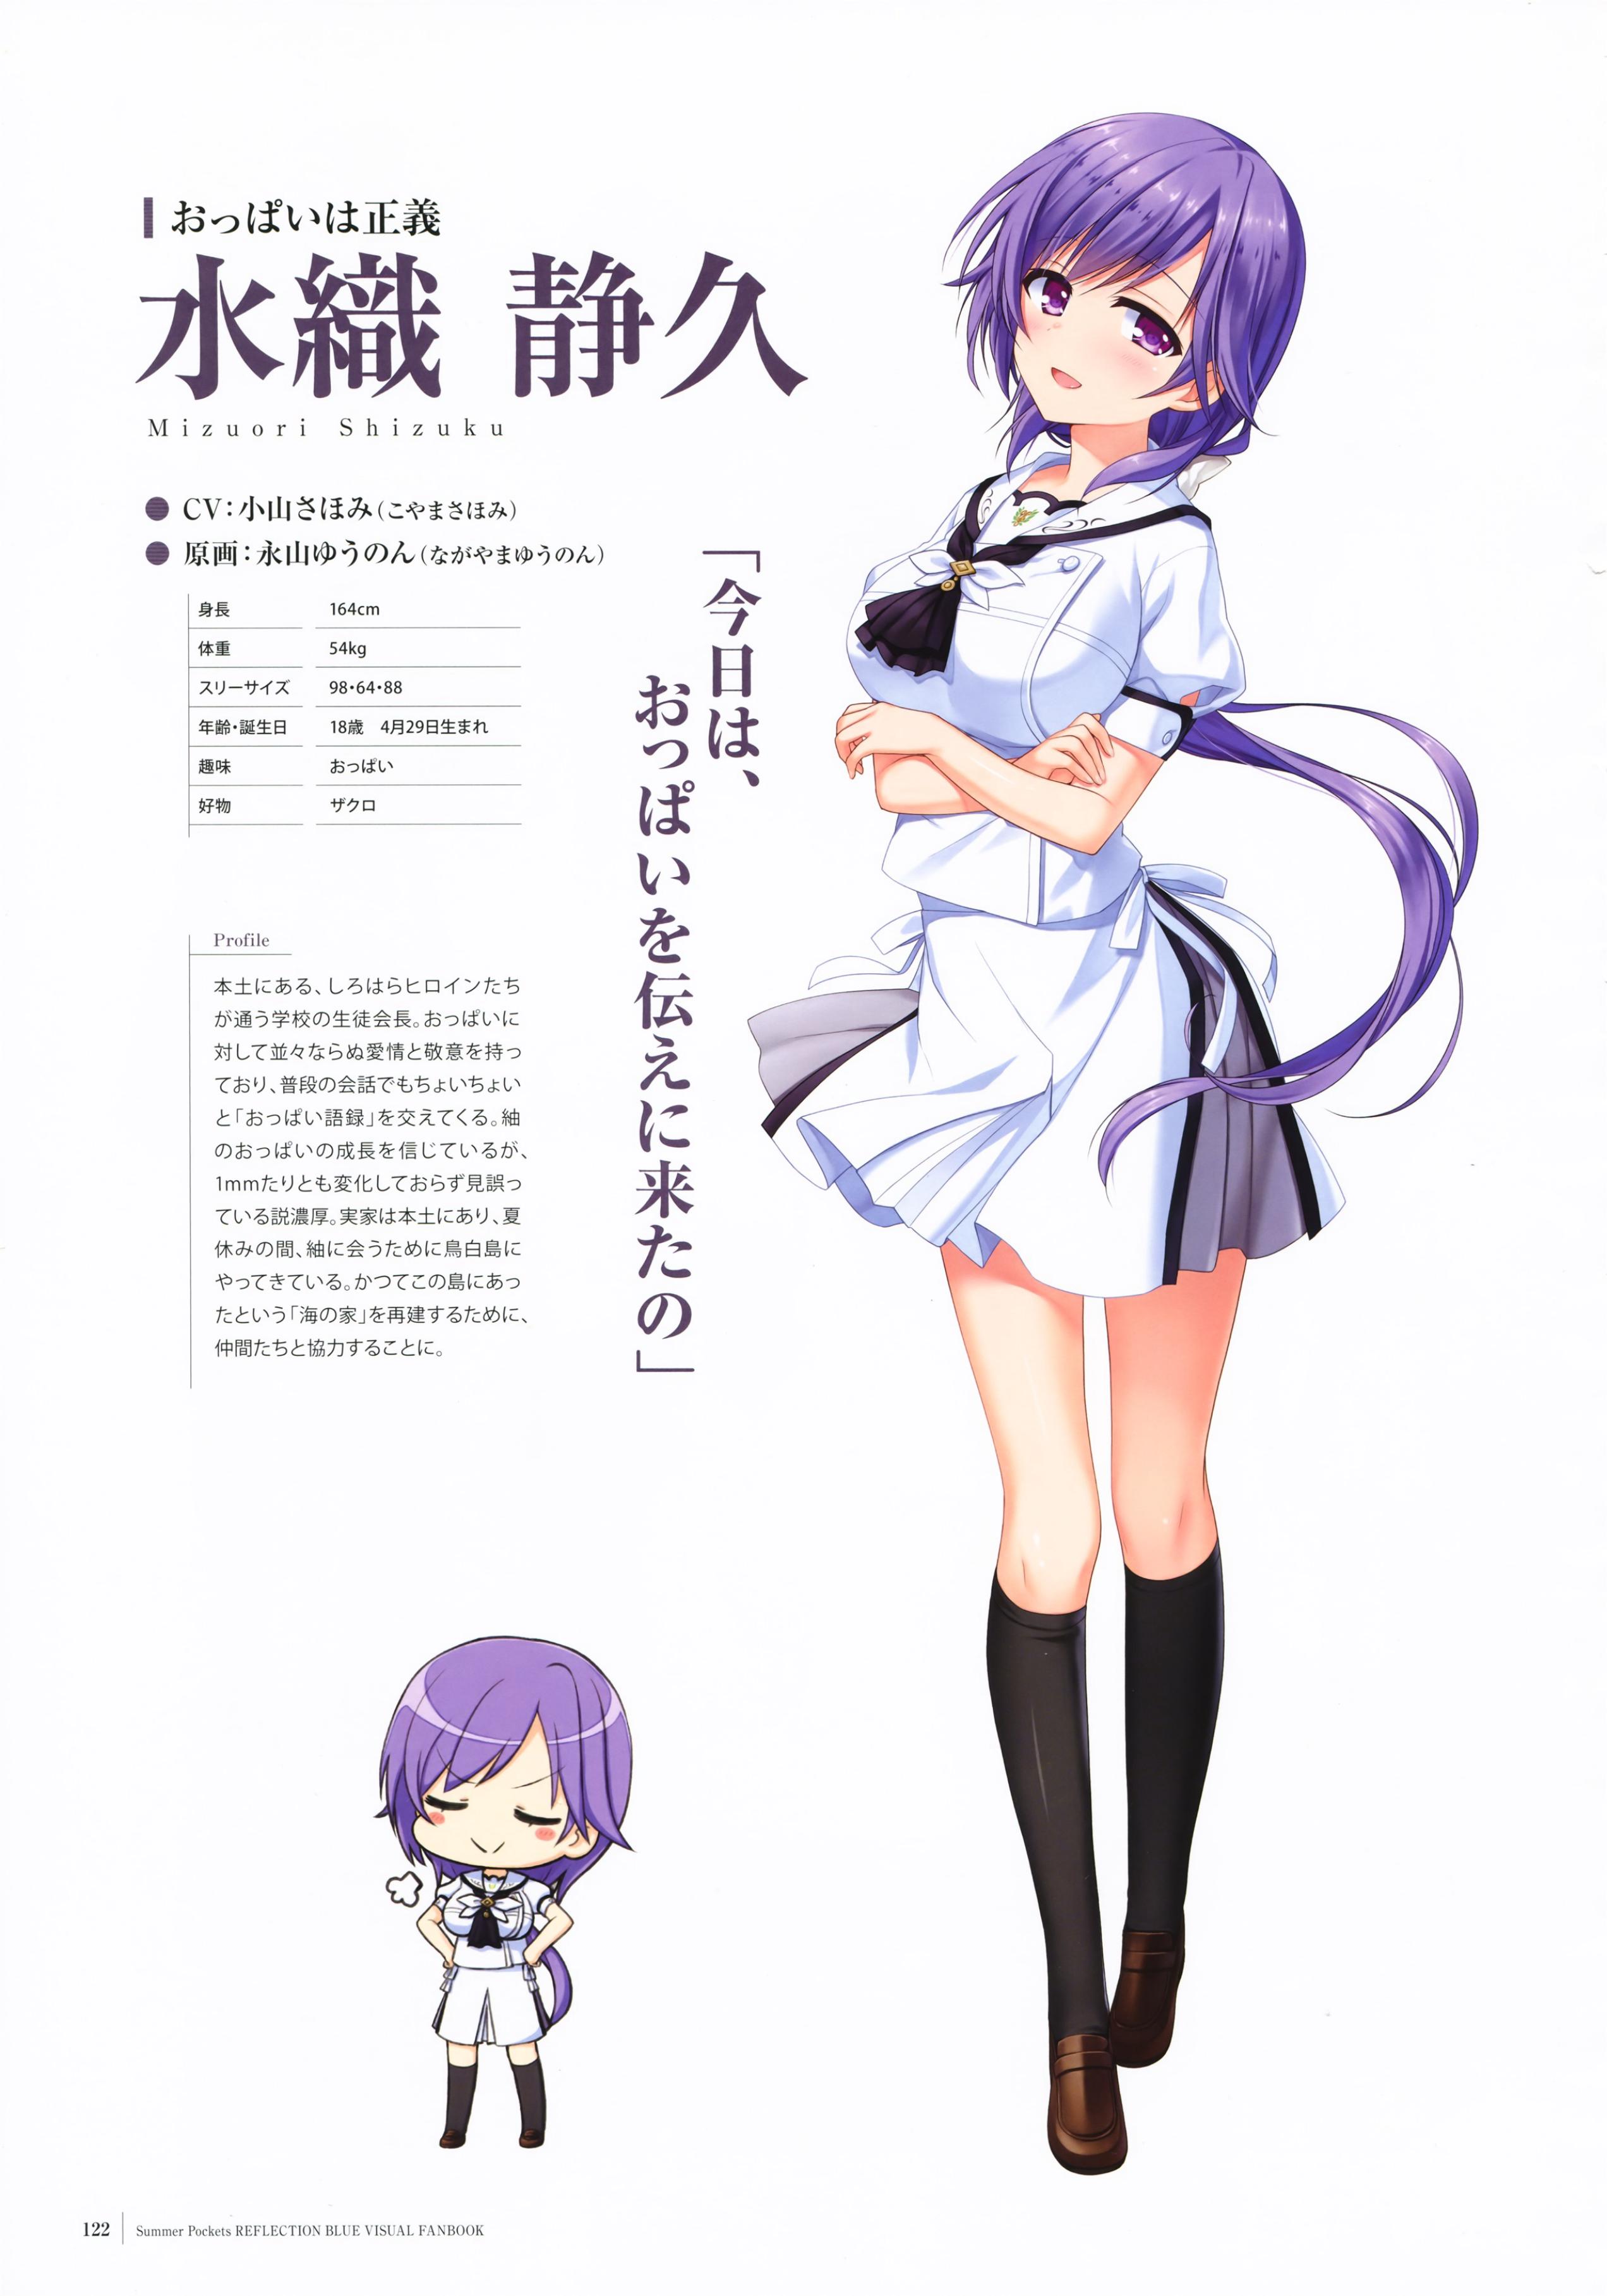 おっぱいは正義
水織 静久
Mizuori Shizuku
● CV：小山さほみ（こやまさほみ）
● 原画：永山ゆうのん（ながやまゆうのん）
身長 164cm
体重 54kg
スリーサイズ 98・64・88
年齢・誕生日 18歳　4月29日生まれ
趣味 おっぱい
好物 ザクロ
「今日は、
おっぱいを伝えに来たの」
Profile
本土にある、しろはらヒロインたち
が通う学校の生徒会長。おっぱいに
対して並々ならぬ愛情と敬意を持っ
ており、普段の会話でもちょいちょい
と「おっぱい語録」を交えてくる。紬
のおっぱいの成長を信じているが、
1mmたりとも変化しておらず見誤っ
ている説濃厚。実家は本土にあり、夏
休みの間、紬に会うために鳥白島に
やってきている。かつてこの島にあっ
たという「海の家」を再建するために、
仲間たちと協力することに。
122 Summer Pockets REFLECTION BLUE VISUAL FANBOOK